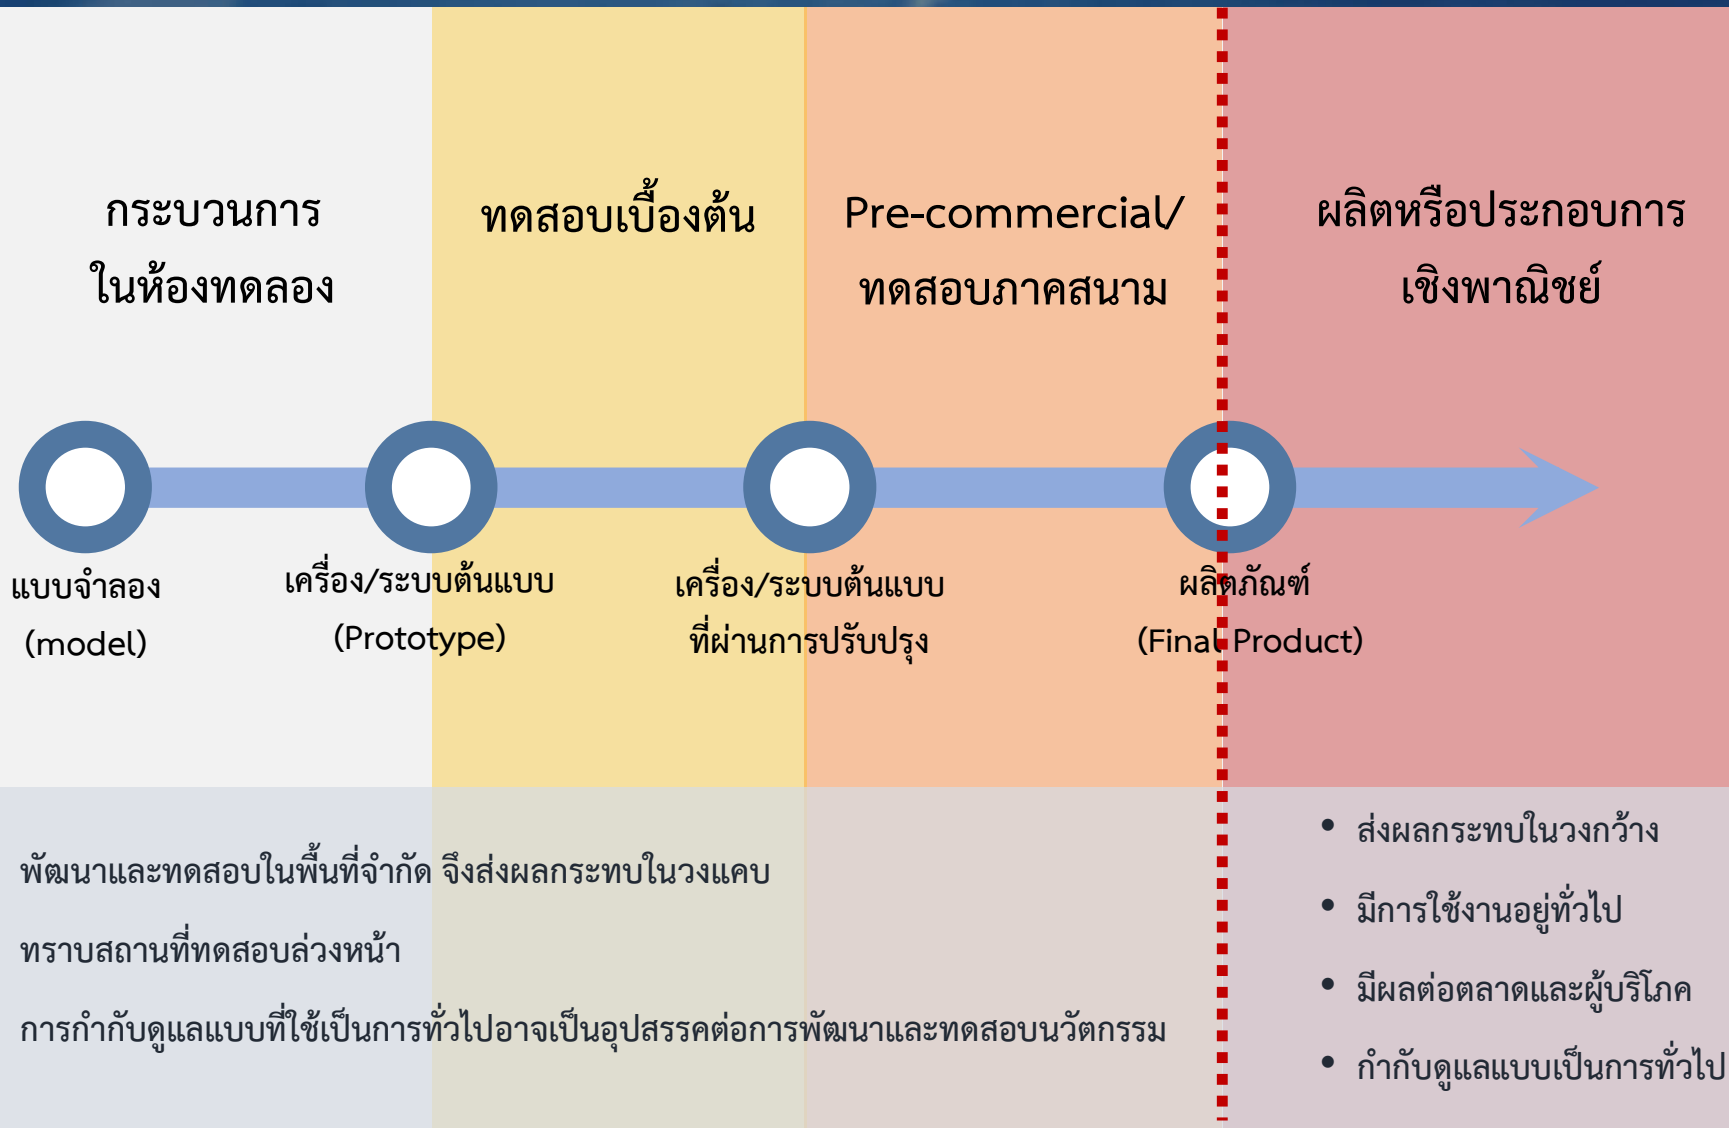 กระบวนการ
ในห้องทดลอง
ทดสอบเบื้องต้น
Pre-commercial/
ทดสอบภาคสนาม
ผลิตหรือประกอบการ
เชิงพาณิชย์
แบบจำลอง
(model)
เครื่อง/ระบบต้นแบบ
(Prototype)
เครื่อง/ระบบต้นแบบ
ที่ผ่านการปรับปรุง
ผลิตภัณฑ์
(Final Product)
พัฒนาและทดสอบในพื้นที่จำกัด จึงส่งผลกระทบในวงแคบ
ทราบสถานที่ทดสอบล่วงหน้า
การกำกับดูแลแบบที่ใช้เป็นการทั่วไปอาจเป็นอุปสรรคต่อการพัฒนาและทดสอบนวัตกรรม
• ส่งผลกระทบในวงกว้าง
• มีการใช้งานอยู่ทั่วไป
• มีผลต่อตลาดและผู้บริโภค
• กำกับดูแลแบบเป็นการทั่วไป